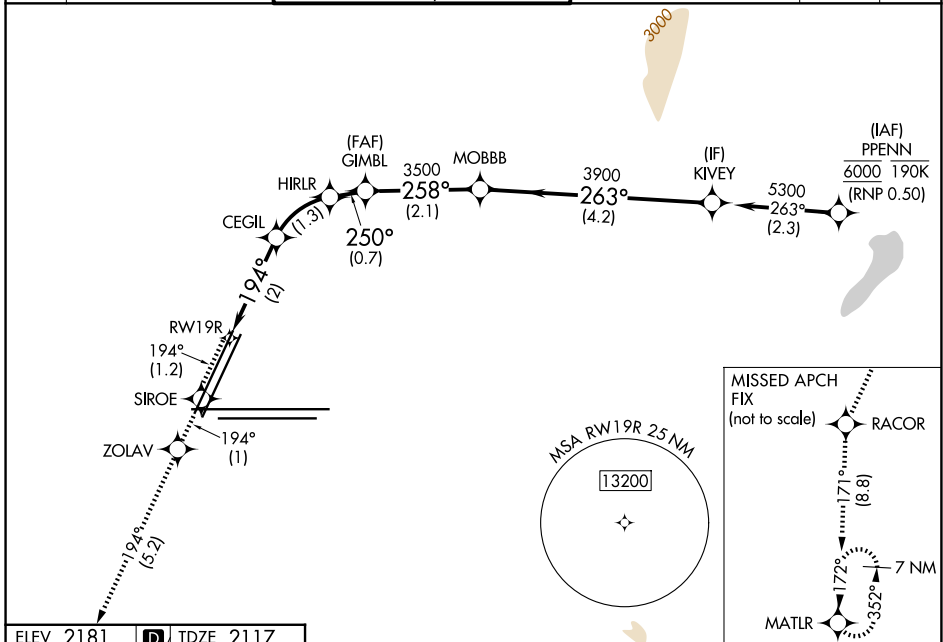 3000
(IAF)
PPENN
6000 190K
(RNP 0.50)
(FAF)
GIMBL
3500
258°
(2.1)
MOBBB
3900
263°
(4.2)
(IF)
KIVEY
5300
263°
(2.3)
HIRLR
CEGIL
(1.3)
250°
(0.7)
194°
(2)
RW19R
194°
(1.2)
SIROE
ZOLAV
194°
(1)
194°
(5.2)
MSA RW19R 25 NM
13200
MISSED APCH
FIX
(not to scale)
RACOR
171°
(8.8)
172°
7 NM
352°
MATLR
ELEV 2181 D TDZE 2117